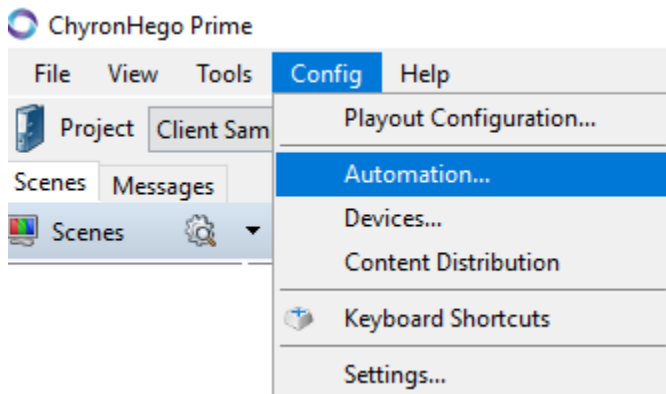 ChyronHego Prime
File View Tools Config Help
Project Client Sam
Playout Configuration...
Scenes Messages
Automation...
Scenes
Devices...
Content Distribution
Keyboard Shortcuts
Settings...